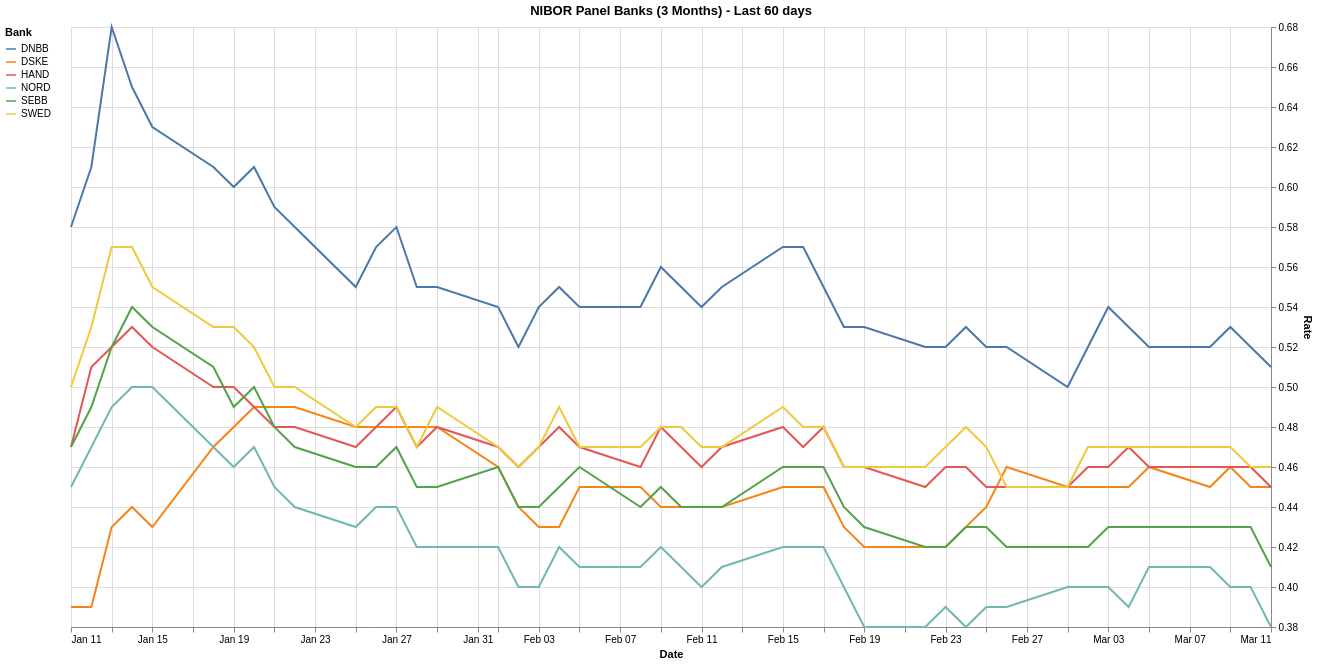 NIBOR Panel Banks (3 Months) - Last 60 days
Bank
DNBB
DSKE
HAND
NORD
SEBB
SWED
0.68
0.66
0.64
0.62
0.60
0.58
0.56
0.54
0.52
0.50
0.48
0.46
0.44
0.42
0.40
0.38
Rate
Jan 11 Jan 15 Jan 19 Jan 23 Jan 27 Jan 31 Feb 03 Feb 07 Feb 11 Feb 15 Feb 19 Feb 23 Feb 27 Mar 03 Mar 07 Mar 11
Date